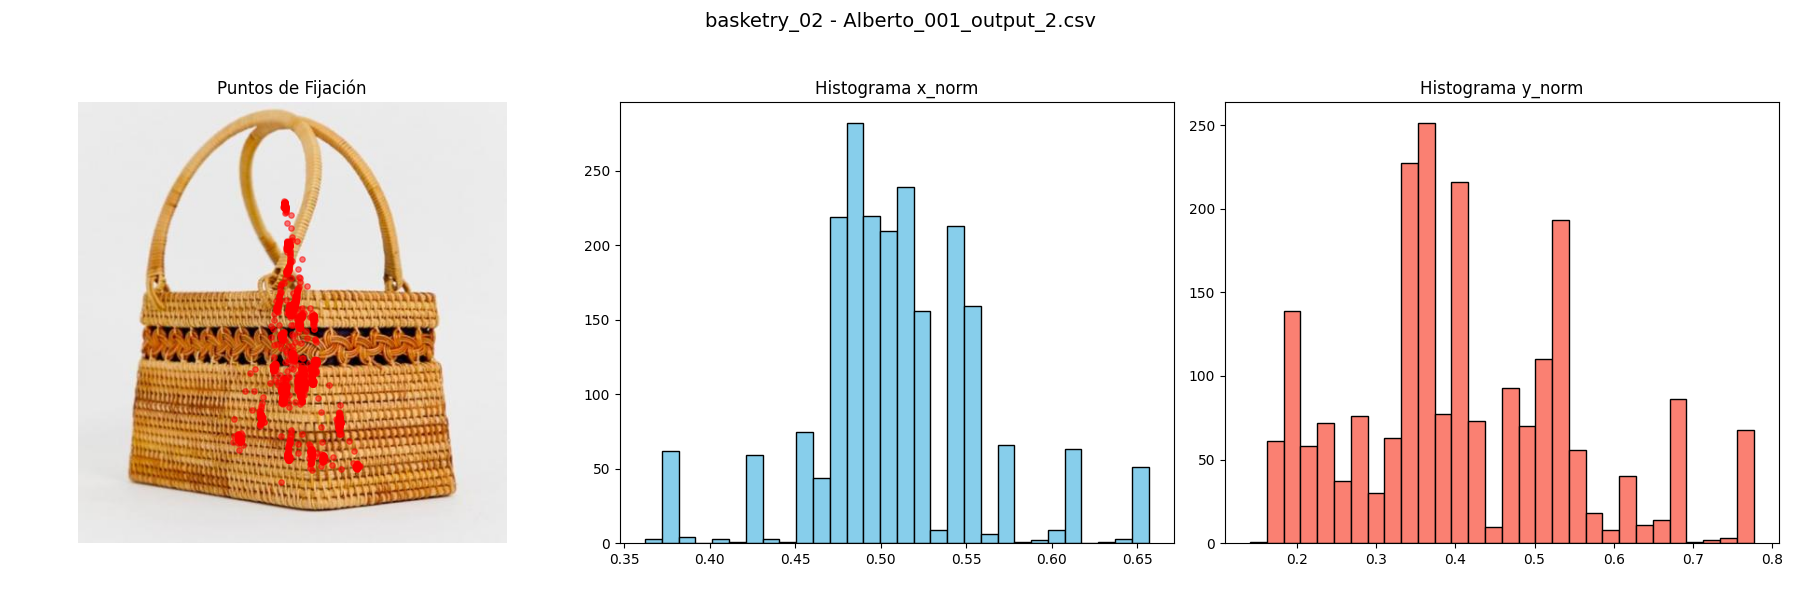 basketry_02 - Alberto_001_output_2.csv
Puntos de Fijación
Histograma x_norm
250
200
150
100
50
0
0.35 0.40 0.45 0.50 0.55 0.60 0.65
Histograma y_norm
250
200
150
100
50
0
0.2 0.3 0.4 0.5 0.6 0.7 0.8